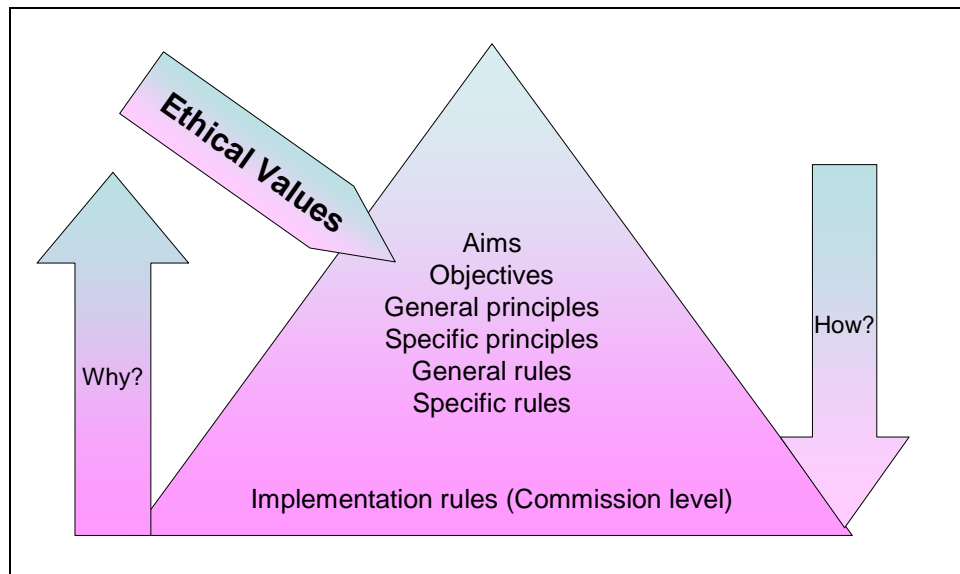 Ethical Values
Aims
Objectives
General principles
Specific principles
General rules
Specific rules
How?
Why?
Implementation rules (Commission level)